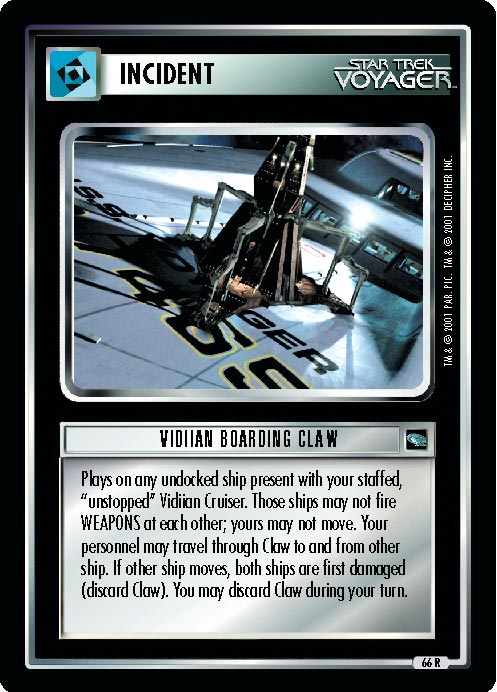 INCIDENT
STAR TREK
VOYAGER
S.S.
GER
TM & © 2001 PAR. PIC. TM & © 2001 DECIPHER INC.
VIDIIAN BOARDING CLAW
Plays on any undocked ship present with your staffed,
“unstopped” Vidiian Cruiser. Those ships may not fire
WEAPONS at each other; yours may not move. Your
personnel may travel through Claw to and from other
ship. If other ship moves, both ships are first damaged
(discard Claw). You may discard Claw during your turn.
66 R